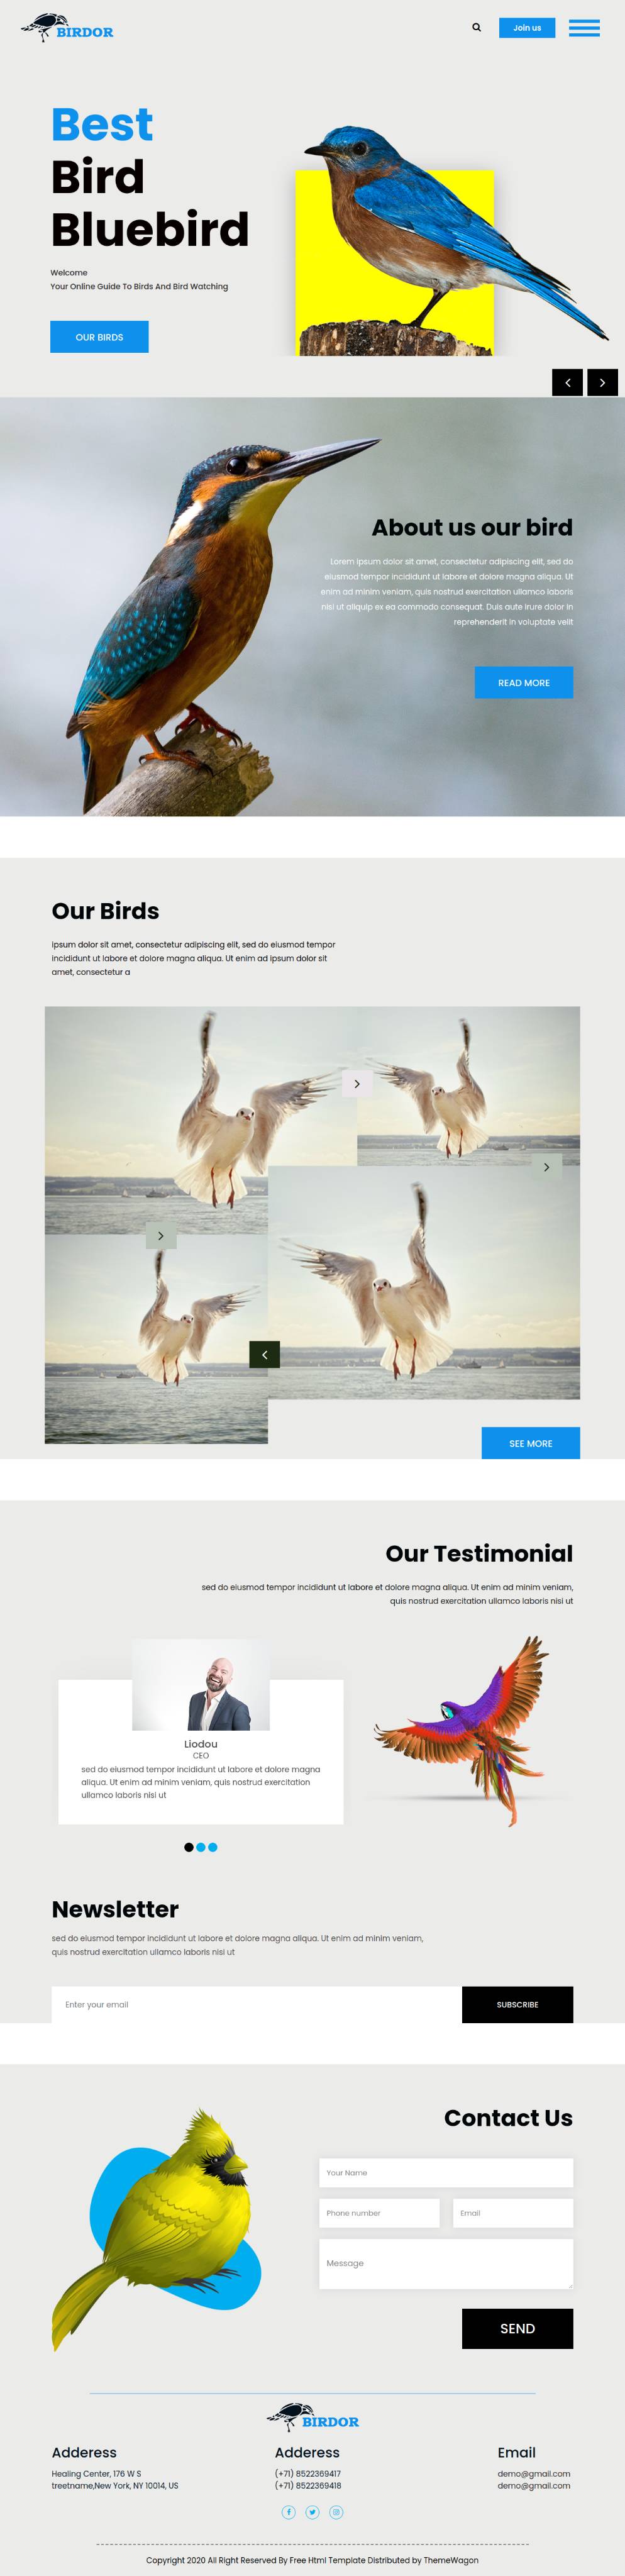 BIRDOR
Join us
Best
Bird
Bluebird
Welcome
Your Online Guide To Birds And Bird Watching
OUR BIRDS
About us our bird
Lorem ipsum dolor sit amet, consectetur adipiscing elit, sed do
eiusmod tempor incididunt ut labore et dolore magna aliqua. Ut
enim ad minim veniam, quis nostrud exercitation ullamco laboris
nisi ut aliquip ex ea commodo consequat. Duis aute irure dolor in
reprehenderit in voluptate velit
READ MORE
Our Birds
ipsum dolor sit amet, consectetur adipiscing elit, sed do eiusmod tempor
incididunt ut labore et dolore magna aliqua. Ut enim ad ipsum dolor sit
amet, consectetur a
SEE MORE
Our Testimonial
sed do eiusmod tempor incididunt ut labore et dolore magna aliqua. Ut enim ad minim veniam,
quis nostrud exercitation ullamco laboris nisi ut
Liodou
CEO
sed do eiusmod tempor incididunt ut labore et dolore magna
aliqua. Ut enim ad minim veniam, quis nostrud exercitation
ullamco laboris nisi ut
Newsletter
sed do eiusmod tempor incididunt ut labore et dolore magna aliqua. Ut enim ad minim veniam,
quis nostrud exercitation ullamco laboris nisi ut
Enter your email
SUBSCRIBE
Contact Us
Your Name
Phone number
Email
Message
SEND
BIRDOR
Adderess
Healing Center, 176 W S
treetname,New York, NY 10014, US
Adderess
(+71) 8522369417
(+71) 8522369418
Email
demo@gmail.com
demo@gmail.com
Copyright 2020 All Right Reserved By Free Html Template Distributed by ThemeWagon